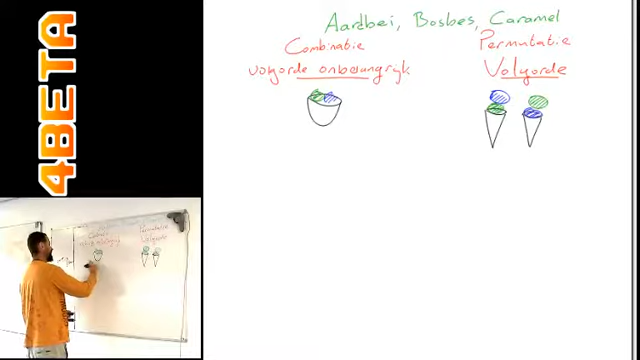 4BETA
Aardbei, Bosbes, Caramel
Combinatie
volgorde onbelangrijk
Permutatie
Volgorde